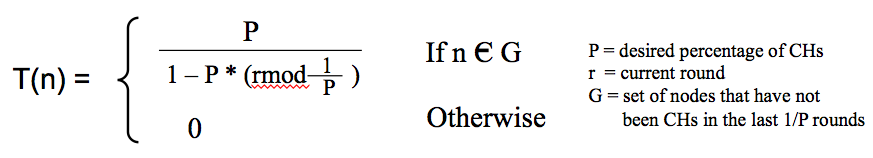 T(n) = { P / 1 – P * (rmod 1/P )
If n Є G
0
Otherwise
P = desired percentage of CHs
r = current round
G = set of nodes that have not
been CHs in the last 1/P rounds